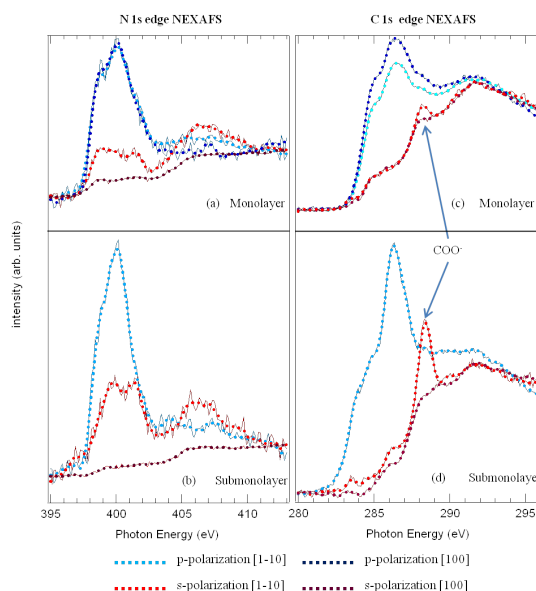 N 1s edge NEXAFS
C 1s edge NEXAFS
intensity (arb. units)
(a) Monolayer
(c) Monolayer
COO-
(b) Submonolayer
(d) Submonolayer
395 400 405 410
280 285 290 295
Photon Energy (eV)
Photon Energy (eV)
p-polarization [1-10]
p-polarization [100]
s-polarization [1-10]
s-polarization [100]